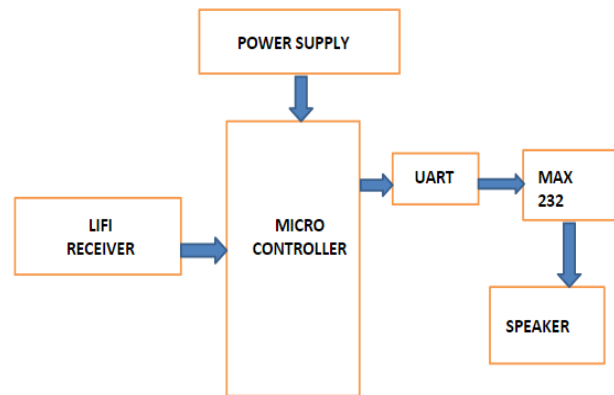 POWER SUPPLY
LIFI
RECEIVER
MICRO
CONTROLLER
UART
MAX
232
SPEAKER